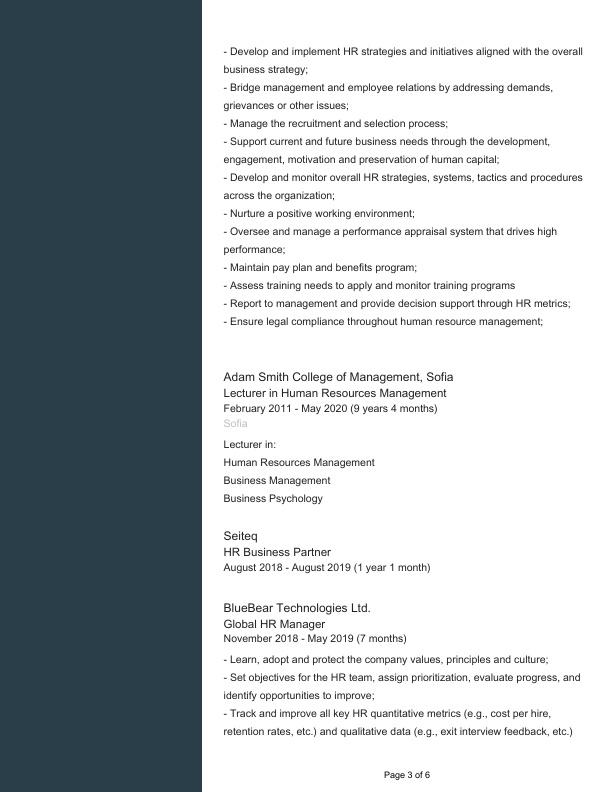 - Develop and implement HR strategies and initiatives aligned with the overall
business strategy;
- Bridge management and employee relations by addressing demands,
grievances or other issues;
- Manage the recruitment and selection process;
- Support current and future business needs through the development,
engagement, motivation and preservation of human capital;
- Develop and monitor overall HR strategies, systems, tactics and procedures
across the organization;
- Nurture a positive working environment;
- Oversee and manage a performance appraisal system that drives high
performance;
- Maintain pay plan and benefits program;
- Assess training needs to apply and monitor training programs
- Report to management and provide decision support through HR metrics;
- Ensure legal compliance throughout human resource management;
Adam Smith College of Management, Sofia
Lecturer in Human Resources Management
February 2011 - May 2020 (9 years 4 months)
Sofia
Lecturer in:
Human Resources Management
Business Management
Business Psychology
Seiteq
HR Business Partner
August 2018 - August 2019 (1 year 1 month)
BlueBear Technologies Ltd.
Global HR Manager
November 2018 - May 2019 (7 months)
- Learn, adopt and protect the company values, principles and culture;
- Set objectives for the HR team, assign prioritization, evaluate progress, and
identify opportunities to improve;
- Track and improve all key HR quantitative metrics (e.g., cost per hire,
retention rates, etc.) and qualitative data (e.g., exit interview feedback, etc.)
Page 3 of 6